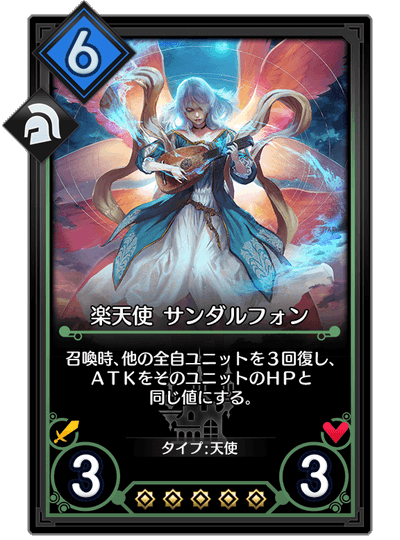 6
楽天使 サンダルフォン
召喚時、他の全自ユニットを３回復し、
ＡＴＫをそのユニットのＨＰと
同じ値にする。
タイプ:天使
3 3